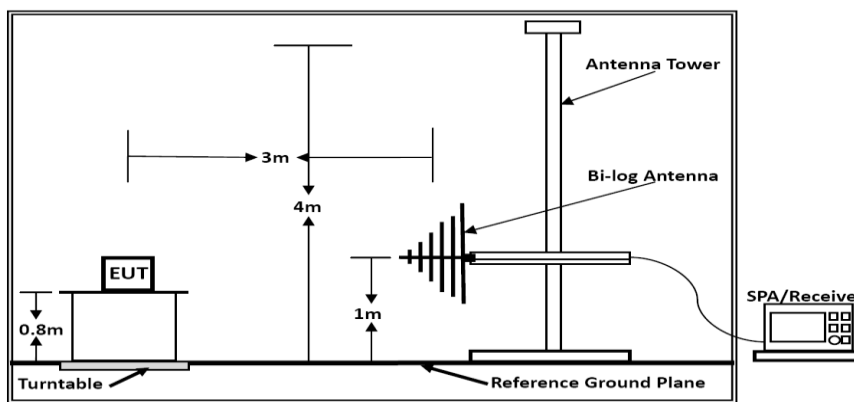 Antenna Tower
3m
Bi-log Antenna
4m
EUT
1m
0.8m
SPA/Receive
Turntable
Reference Ground Plane